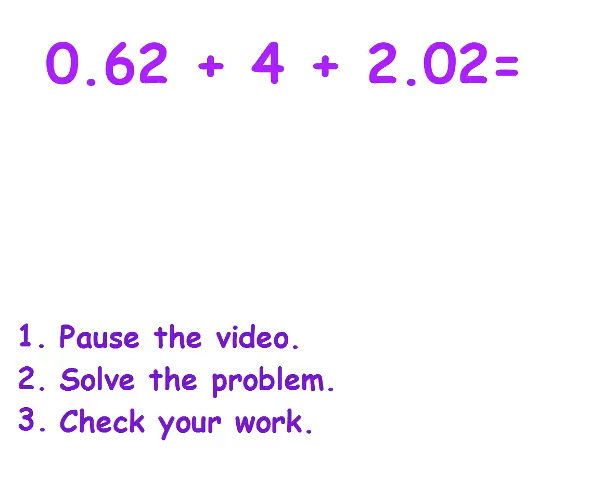 0.62 + 4 + 2.02=
1. Pause the video.
2. Solve the problem.
3. Check your work.